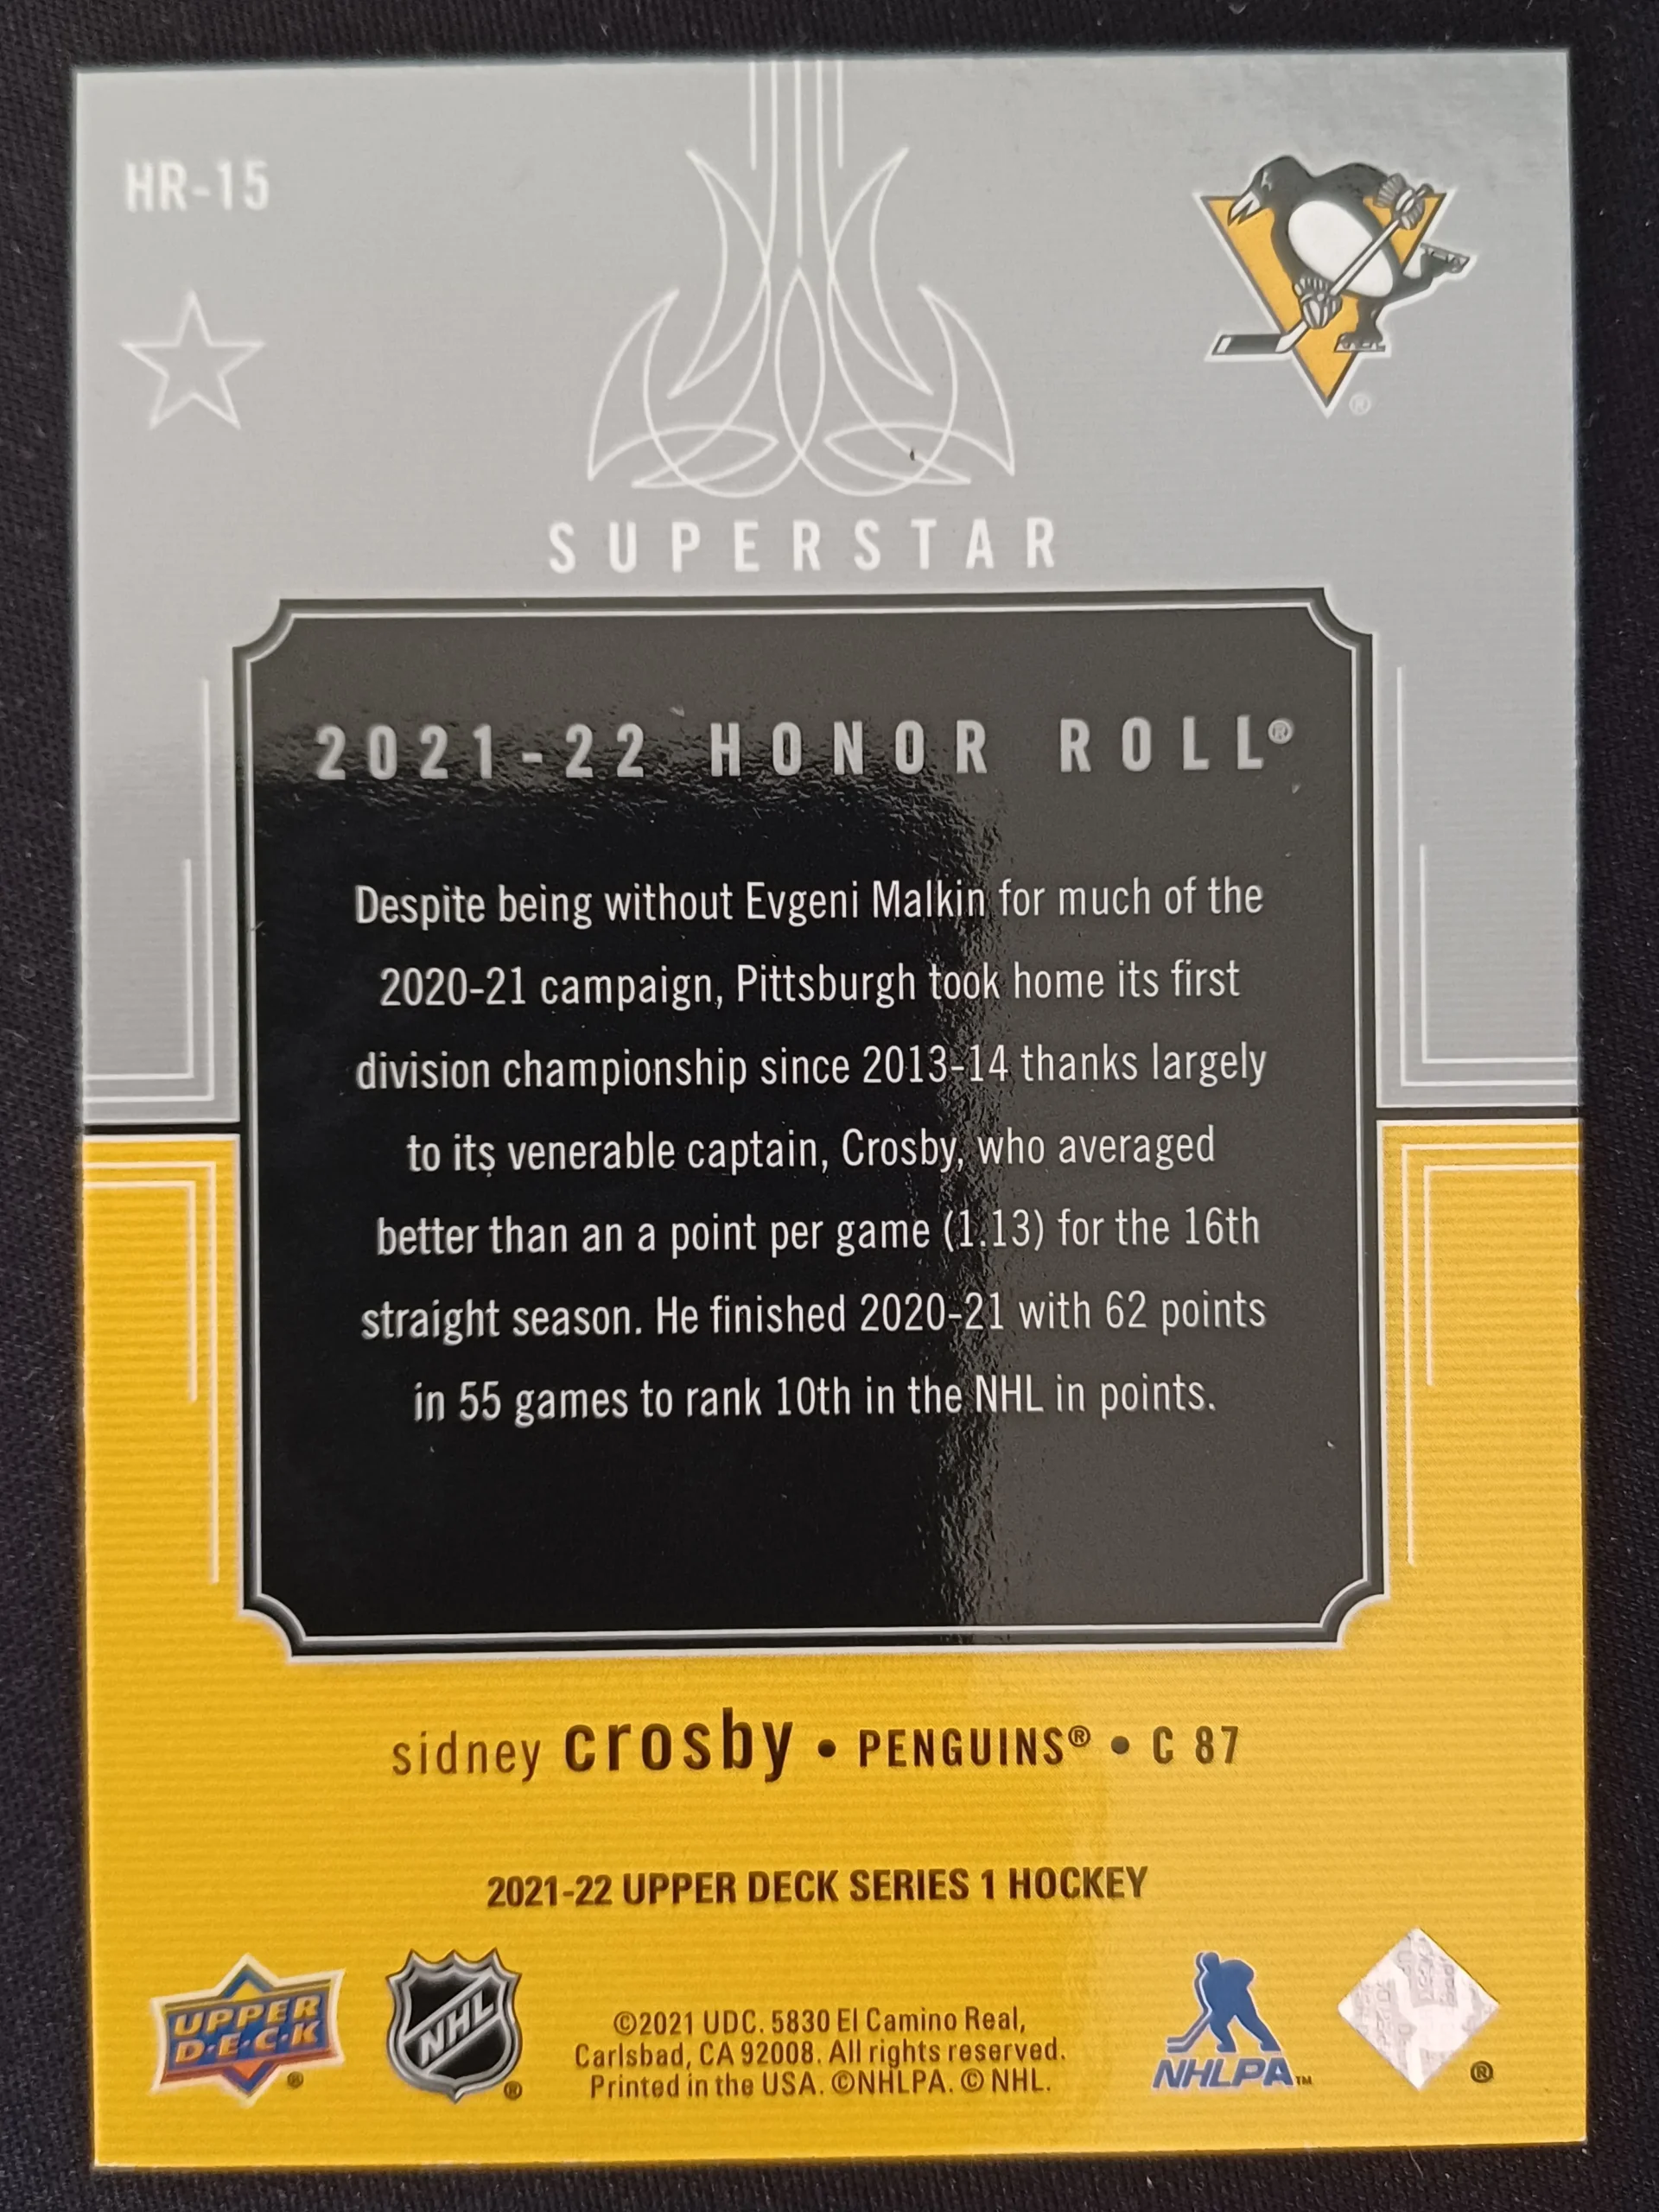 HR-15
SUPERSTAR
2021-22 HONOR ROLL®
Despite being without Evgeni Malkin for much of the
2020-21 campaign, Pittsburgh took home its first
division championship since 2013-14 thanks largely
to its venerable captain, Crosby, who averaged
better than an a point per game (1.13) for the 16th
straight season. He finished 2020-21 with 62 points
in 55 games to rank 10th in the NHL in points.
sidney crosby • PENGUINS® • C 87
2021-22 UPPER DECK SERIES 1 HOCKEY
UPPER
D•E•C•K
®
NHL
®
©2021 UDC. 5830 El Camino Real,
Carlsbad, CA 92008. All rights reserved.
Printed in the USA. ©NHLPA. © NHL.
NHLPA™
®